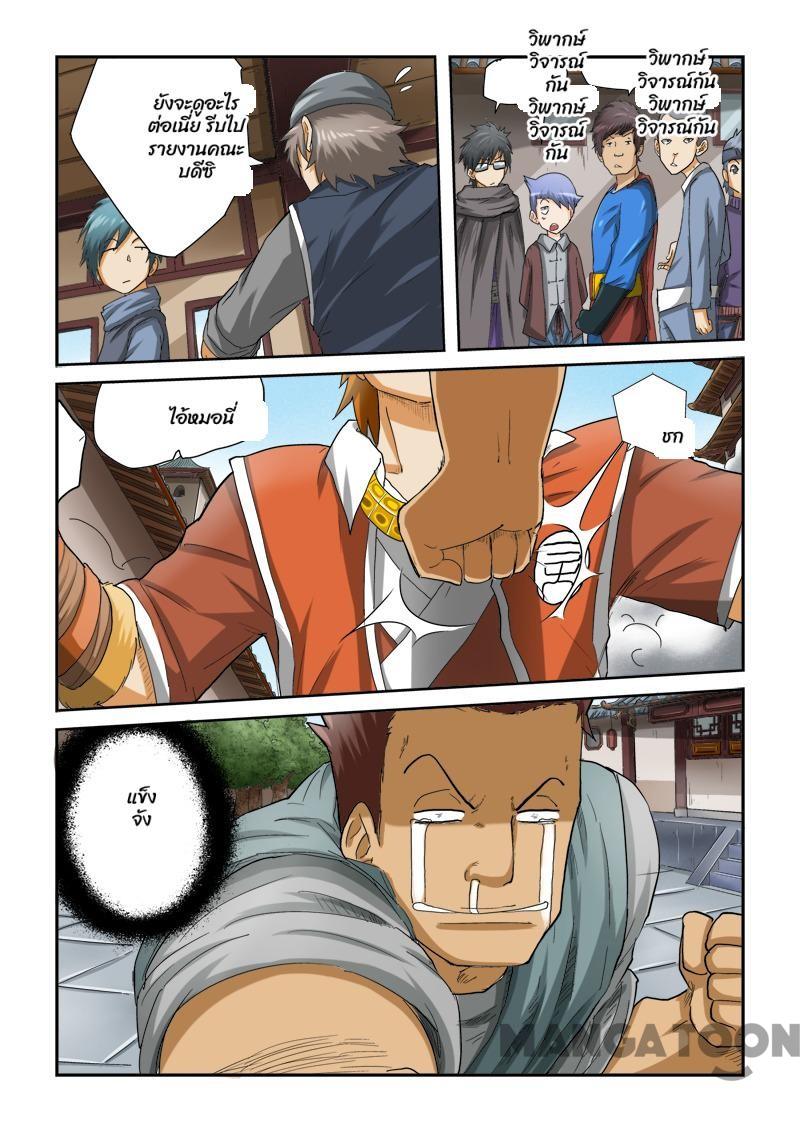 ยังจะดูอะไร
ต่อเนี่ย รีบไป
รายงานคณะ
บดีซิ
วิพากษ์
วิจารณ์
กัน
วิพากษ์
วิจารณ์
กัน
วิพากษ์
วิจารณ์กัน
วิพากษ์
วิจารณ์กัน
ไอ้หมอนี่
ชก
แข็ง
จัง
MANGATOON